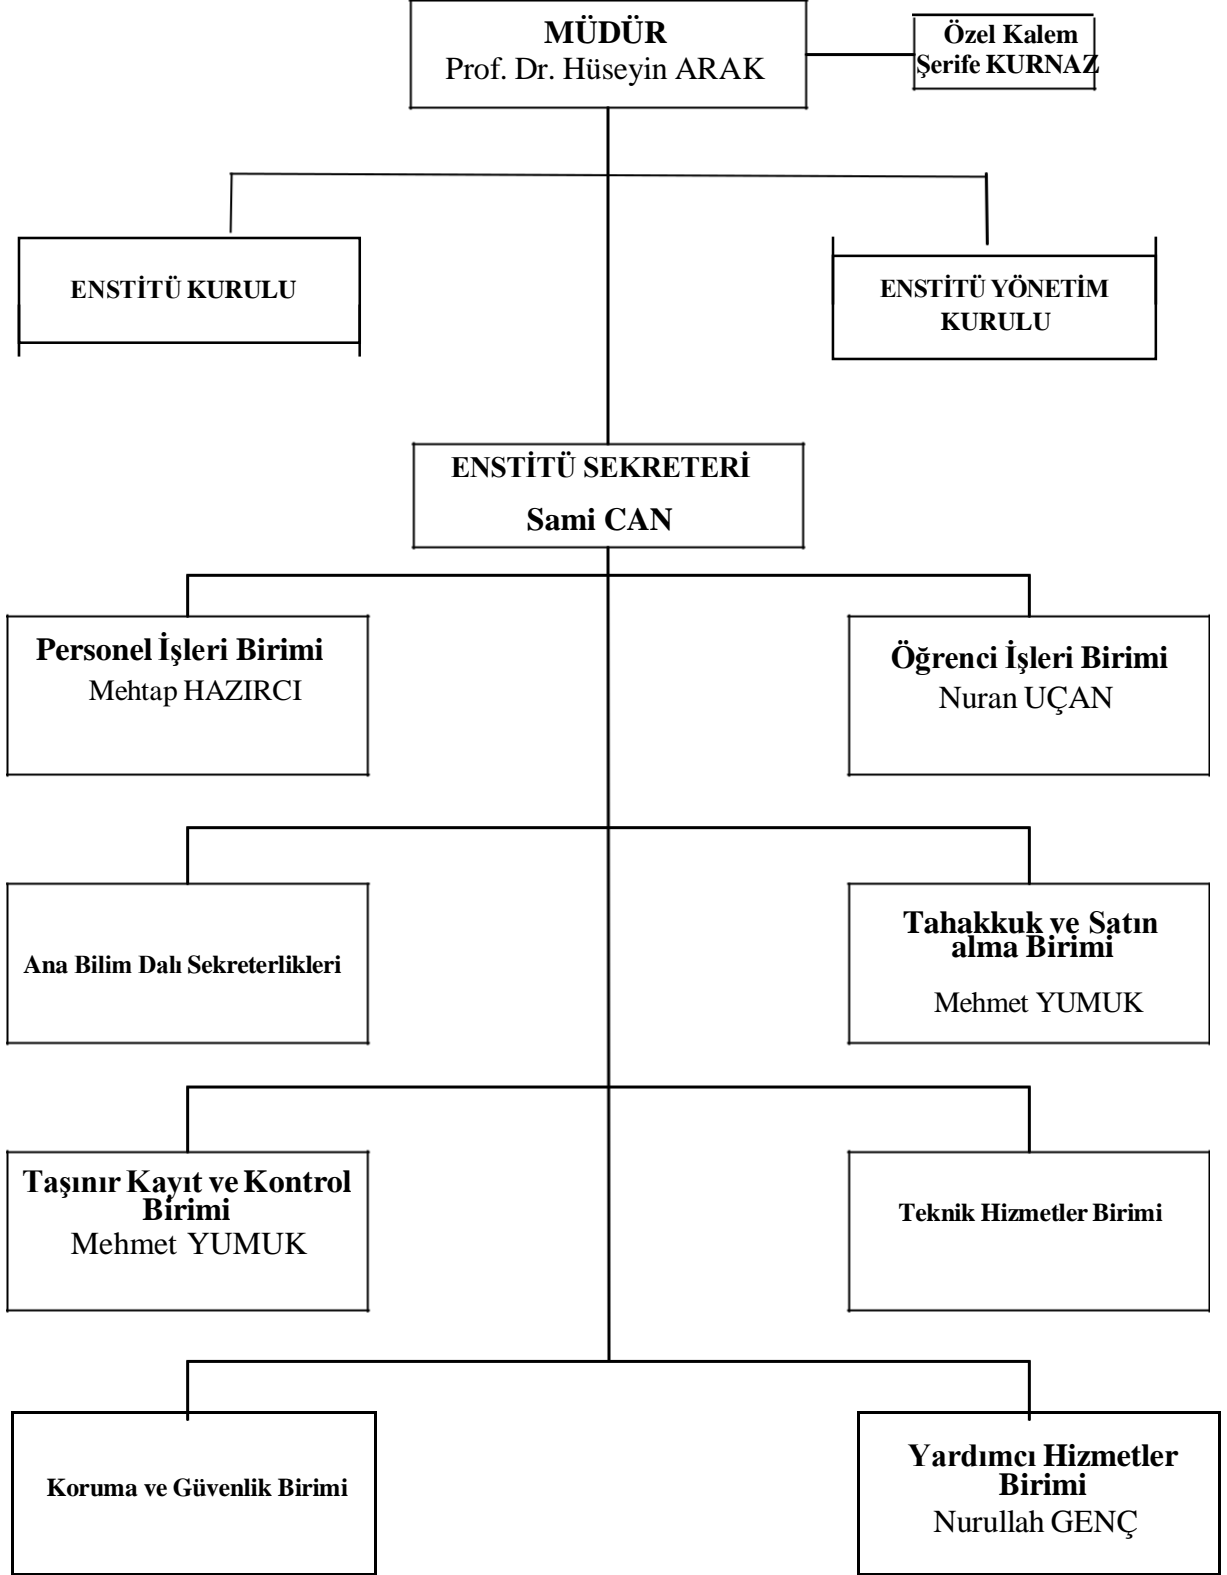 MÜDÜR
Prof. Dr. Hüseyin ARAK
Özel Kalem
Şerife KURNAZ
ENSTİTÜ KURULU
ENSTİTÜ YÖNETİM
KURULU
ENSTİTÜ SEKRETERİ
Sami CAN
Personel İşleri Birimi
Mehtap HAZIRCI
Öğrenci İşleri Birimi
Nuran UÇAN
Ana Bilim Dalı Sekreterlikleri
Tahakkuk ve Satın
alma Birimi
Mehmet YUMUK
Taşınır Kayıt ve Kontrol
Birimi
Mehmet YUMUK
Teknik Hizmetler Birimi
Koruma ve Güvenlik Birimi
Yardımcı Hizmetler
Birimi
Nurullah GENÇ